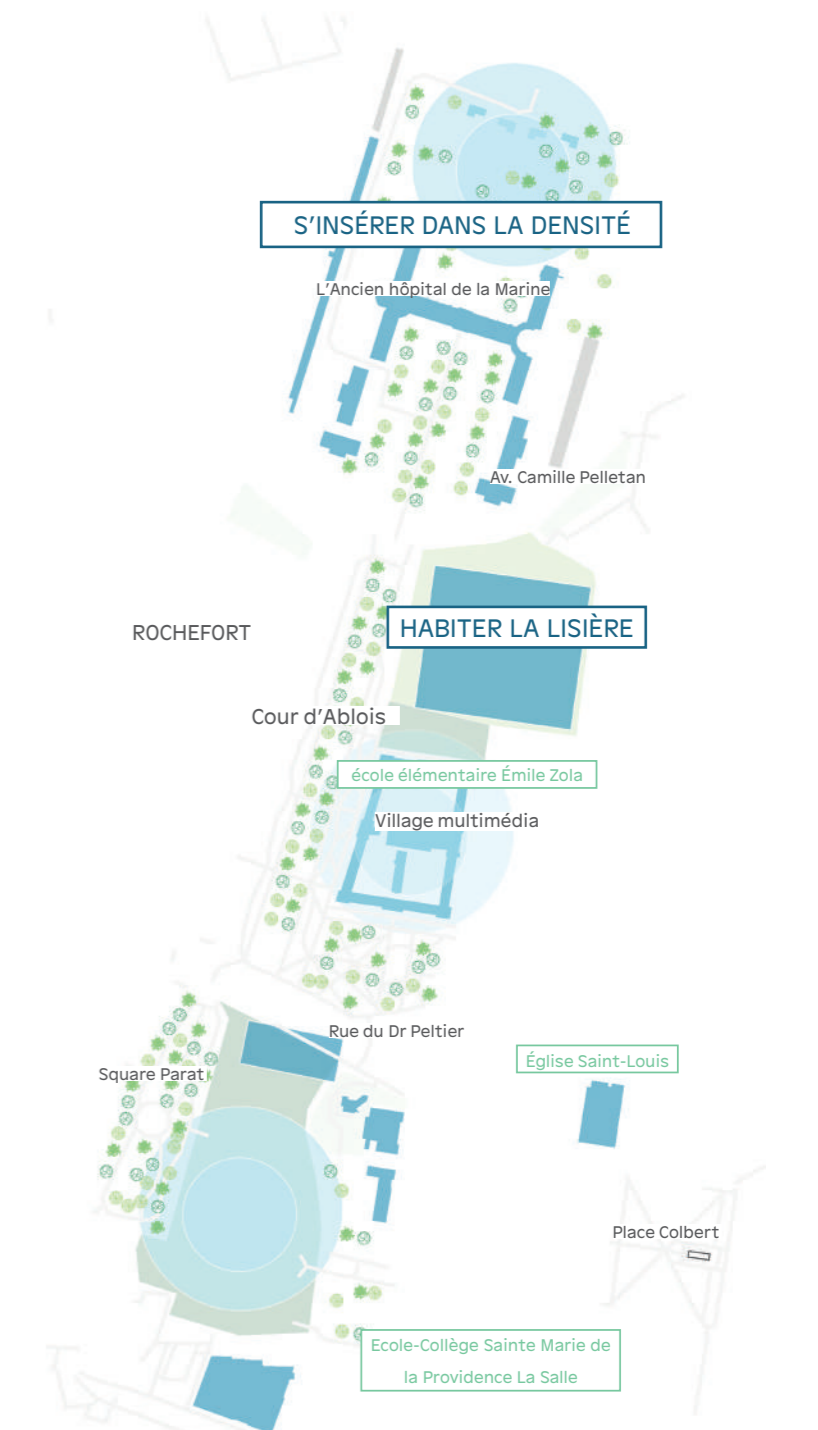 S'INSÉRER DANS LA DENSITÉ
L'Ancien hôpital de la Marine
Av. Camille Pelletan
HABITER LA LISIÈRE
ROCHEFORT
Cour d'Ablois
école élémentaire Émile Zola
Village multimédia
Rue du Dr Peltier
Église Saint-Louis
Square Parat
Place Colbert
Ecole-Collège Sainte Marie de
la Providence La Salle